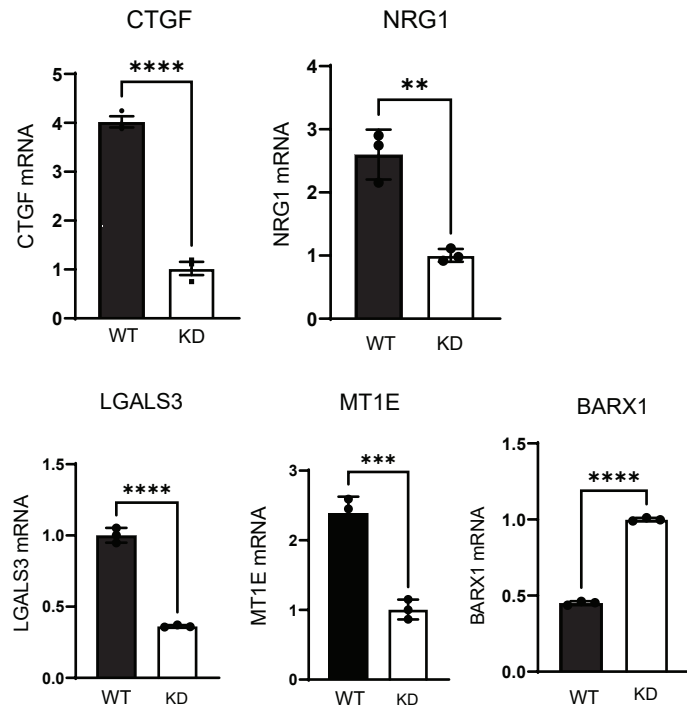 CTGF
CTGF mRNA
5
4
3
2
1
0
****
WT
KD
NRG1
NRG1 mRNA
4
3
2
1
0
**
WT
KD
LGALS3
LGALS3 mRNA
1.5
1.0
0.5
0.0
****
WT
KD
MT1E
MT1E mRNA
3
2
1
0
***
WT
KD
BARX1
BARX1 mRNA
1.5
1.0
0.5
0.0
****
WT
KD